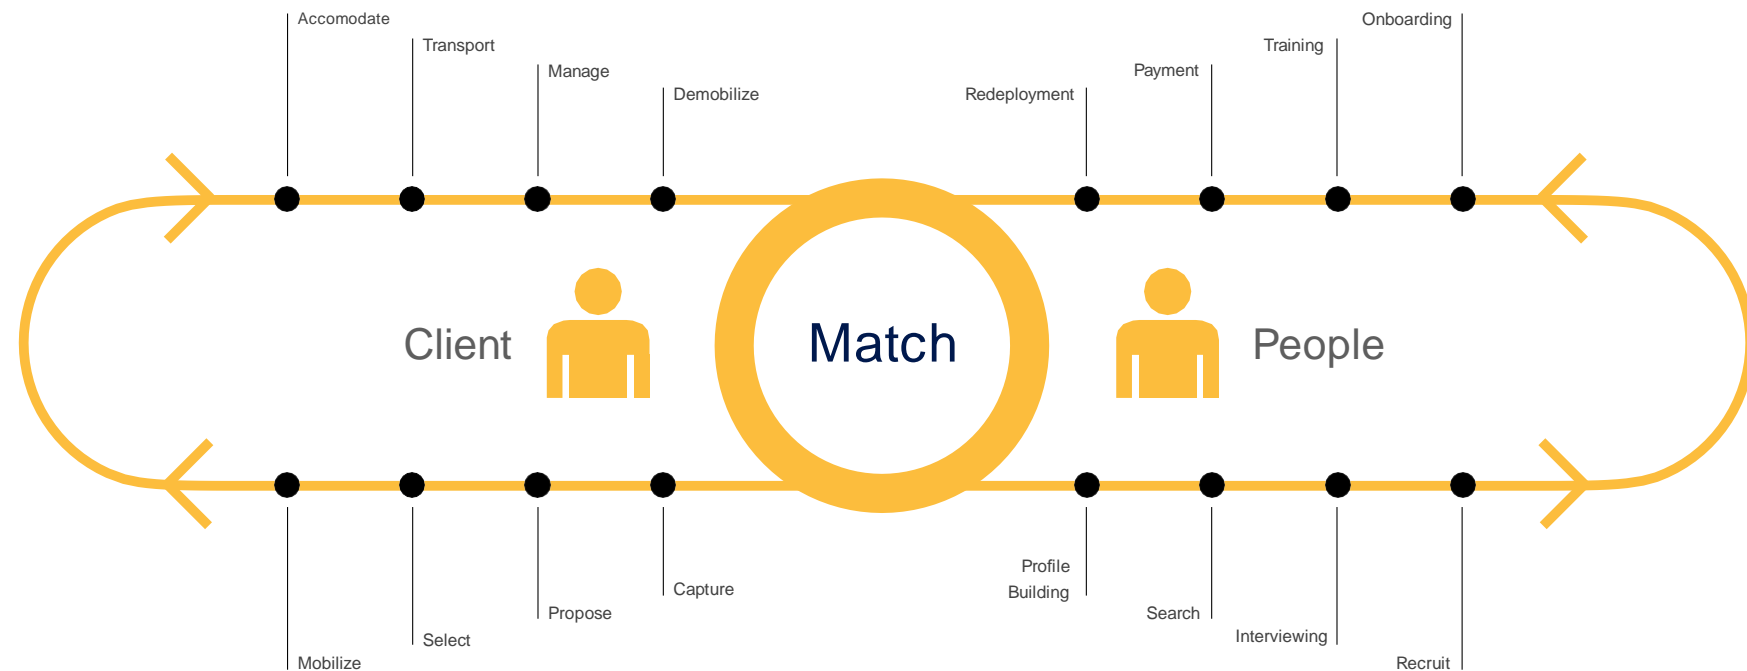 Accomodate
Onboarding
Transport
Training
Manage
Payment
Demobilize
Redeployment
Client
Match
People
Profile
Building
Capture
Propose
Search
Select
Interviewing
Mobilize
Recruit